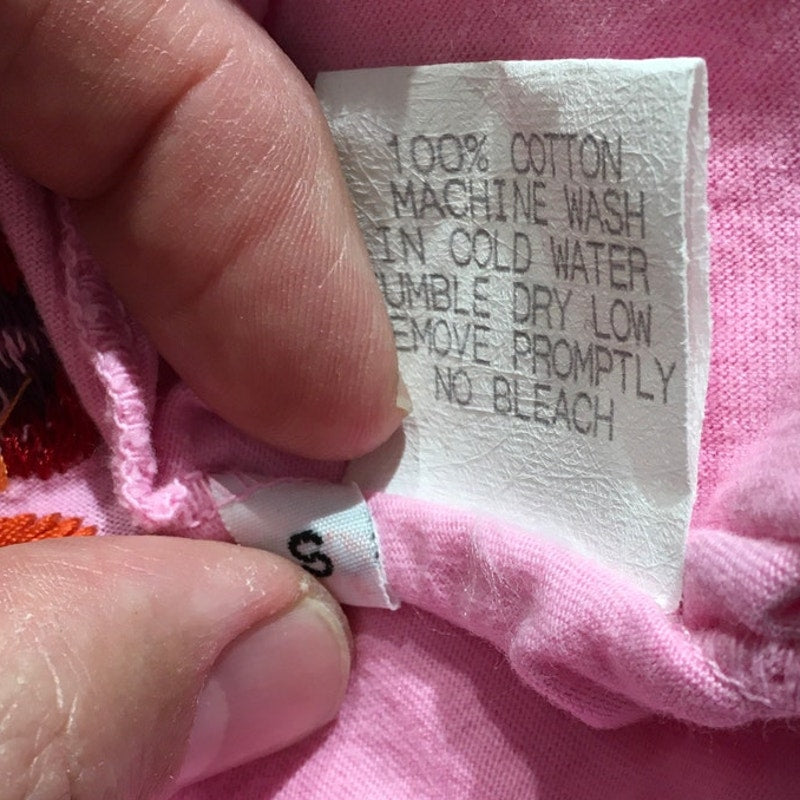 100% COTTON
MACHINE WASH
IN COLD WATER
UMBLE DRY LOW
EMOVE PROMPTLY
NO BLEACH
S